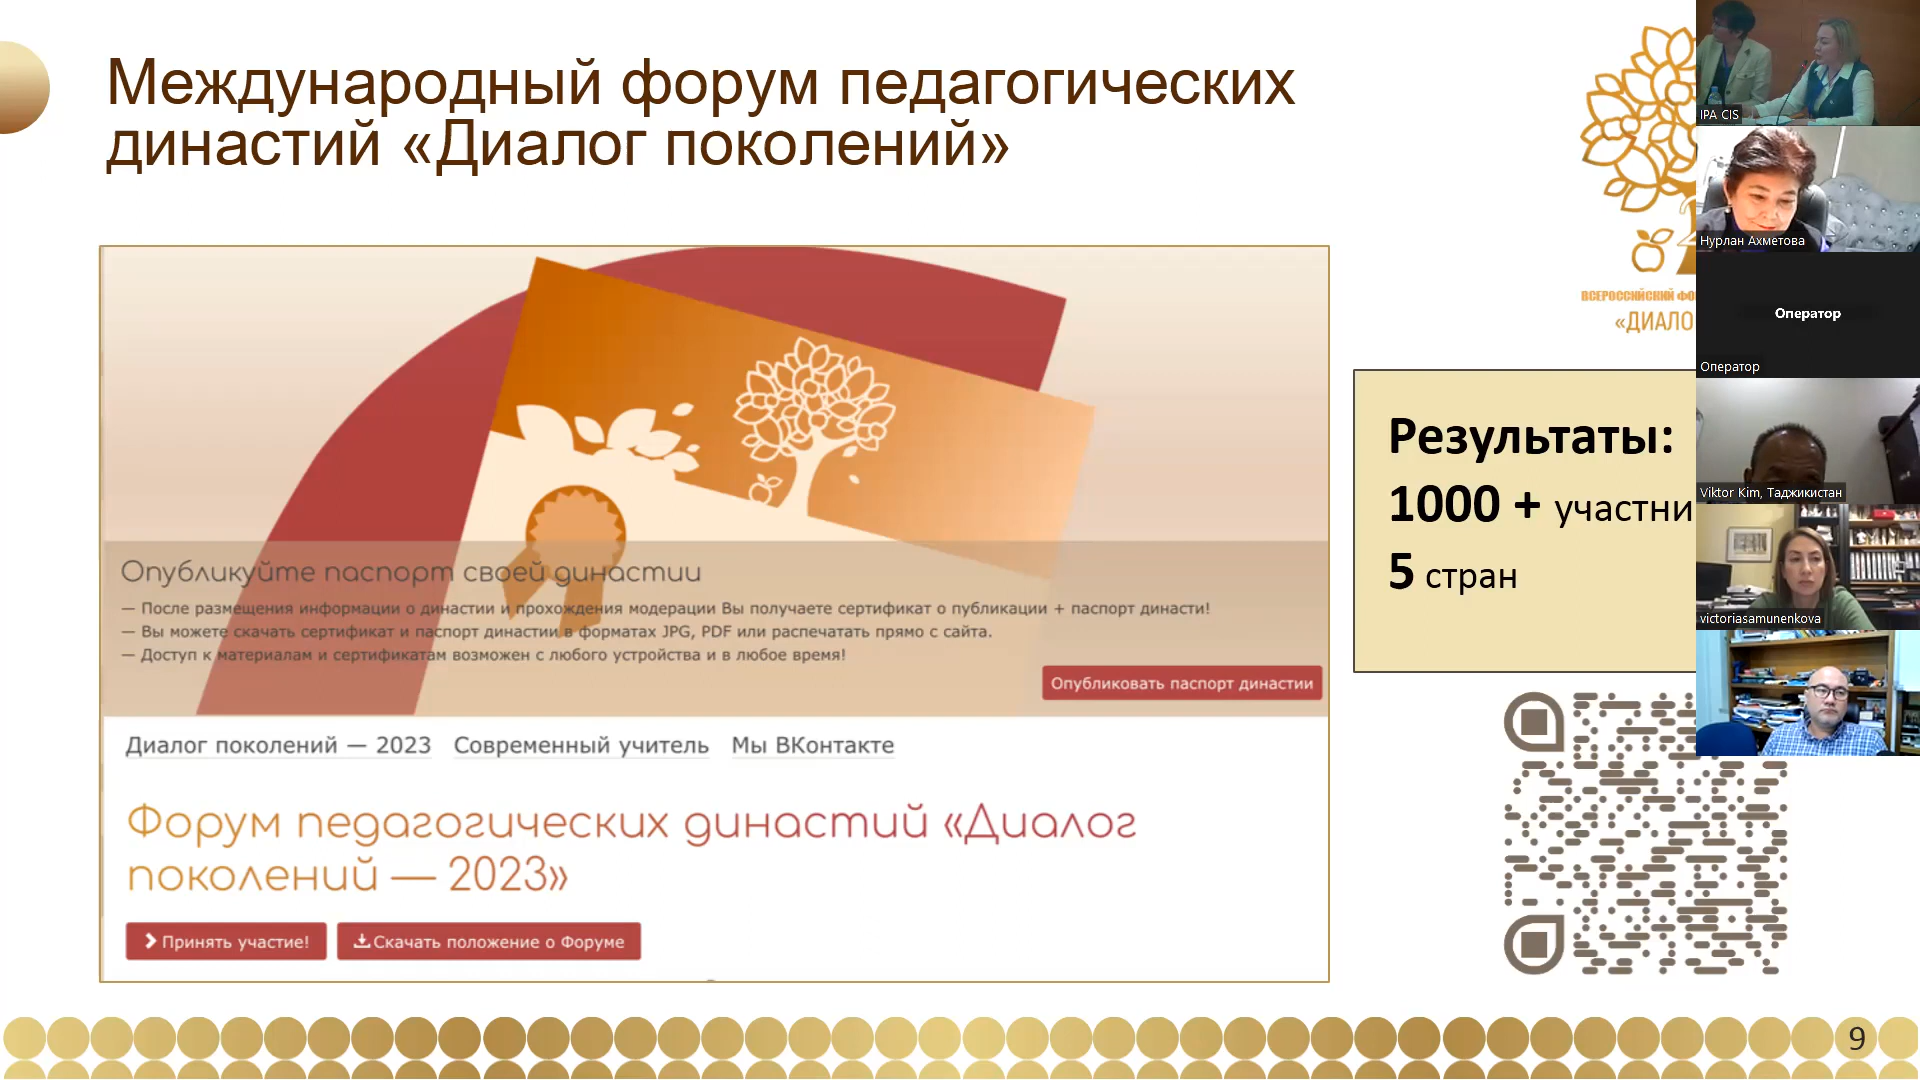 Международный форум педагогических
династий «Диалог поколений»
ВСЕРОССИЙСКИЙ
«ДИАЛО
Результаты:
1000 + участни
5 стран
Опубликуйте паспорт своей династии
— После размещения информации о династии и прохождения модерации Вы получаете сертификат о публикации + паспорт династи!
— Вы можете скачать сертификат и паспорт династии в форматах JPG, PDF или распечатать прямо с сайта.
— Доступ к материалам и сертификатам возможен с любого устройства и в любое время!
Опубликовать паспорт династии
Диалог поколений — 2023 Современный учитель Мы ВКонтакте
Форум педагогических династий «Диалог
поколений — 2023»
Принять участие! Скачать положение о Форуме
9
IPA CIS
Нурлан Ахметова
Оператор
Оператор
Viktor Kim, Таджикистан
victoriasamunenkova